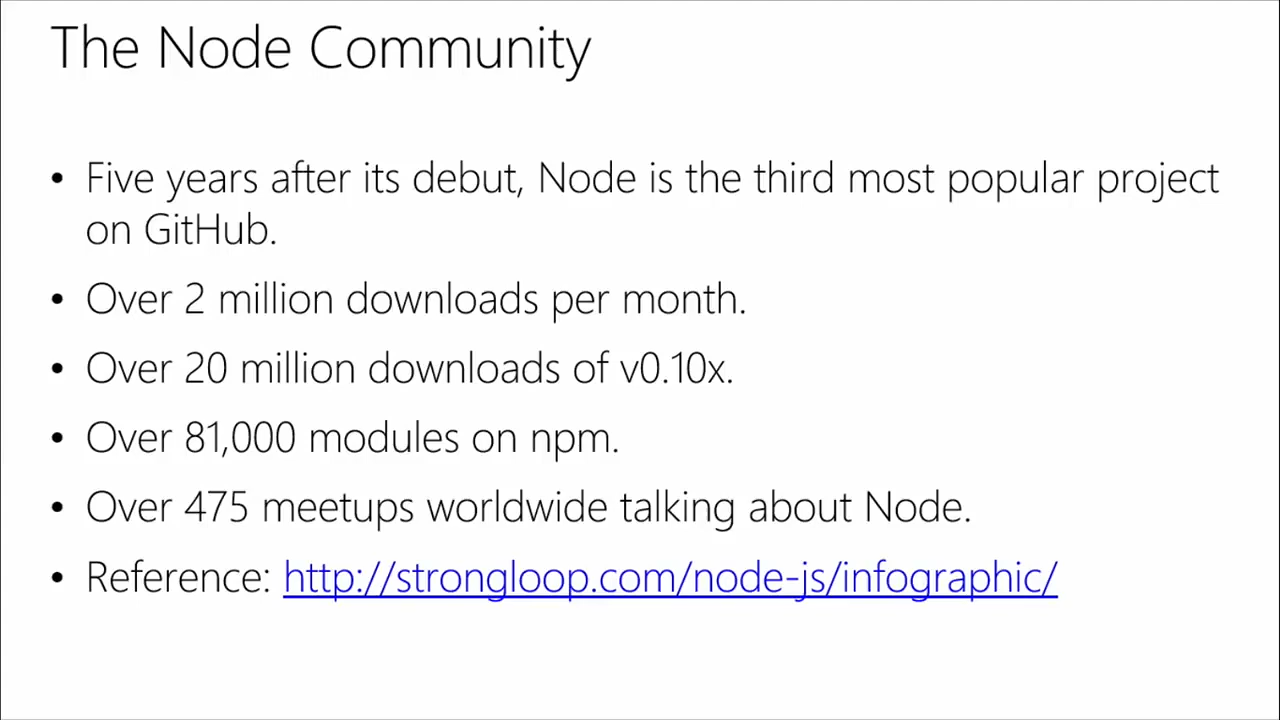 The Node Community
• Five years after its debut, Node is the third most popular project
on GitHub.
• Over 2 million downloads per month.
• Over 20 million downloads of v0.10x.
• Over 81,000 modules on npm.
• Over 475 meetups worldwide talking about Node.
• Reference: http://strongloop.com/node-js/infographic/